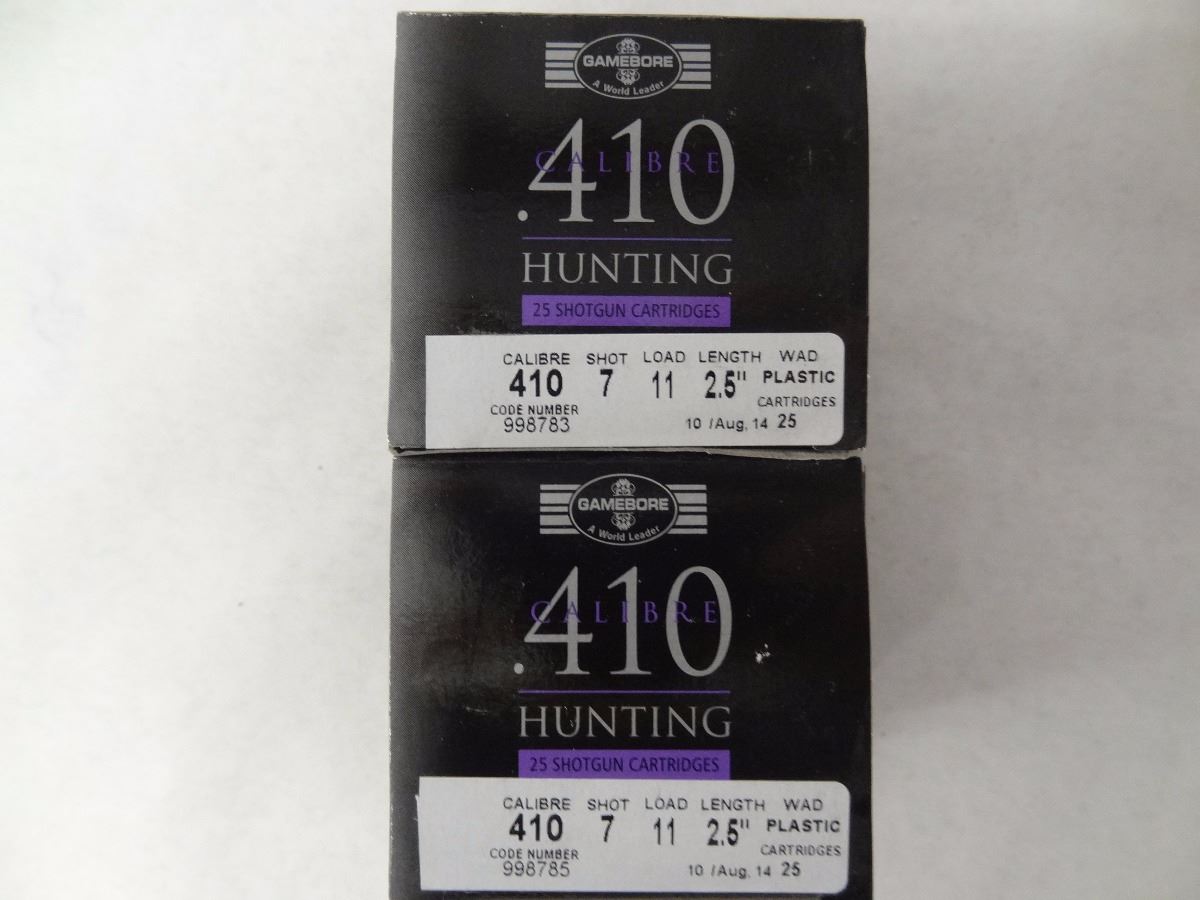 GAMEBORE
A World Leader
CALIBRE
.410
HUNTING
25 SHOTGUN CARTRIDGES
CALIBRE SHOT LOAD LENGTH WAD
410 7 11 2.5" PLASTIC
CODE NUMBER CARTRIDGES
998783 10 /Aug, 14 25
GAMEBORE
A World Leader
CALIBRE
.410
HUNTING
25 SHOTGUN CARTRIDGES
CALIBRE SHOT LOAD LENGTH WAD
410 7 11 2.5" PLASTIC
CODE NUMBER CARTRIDGES
998785 10 /Aug, 14 25